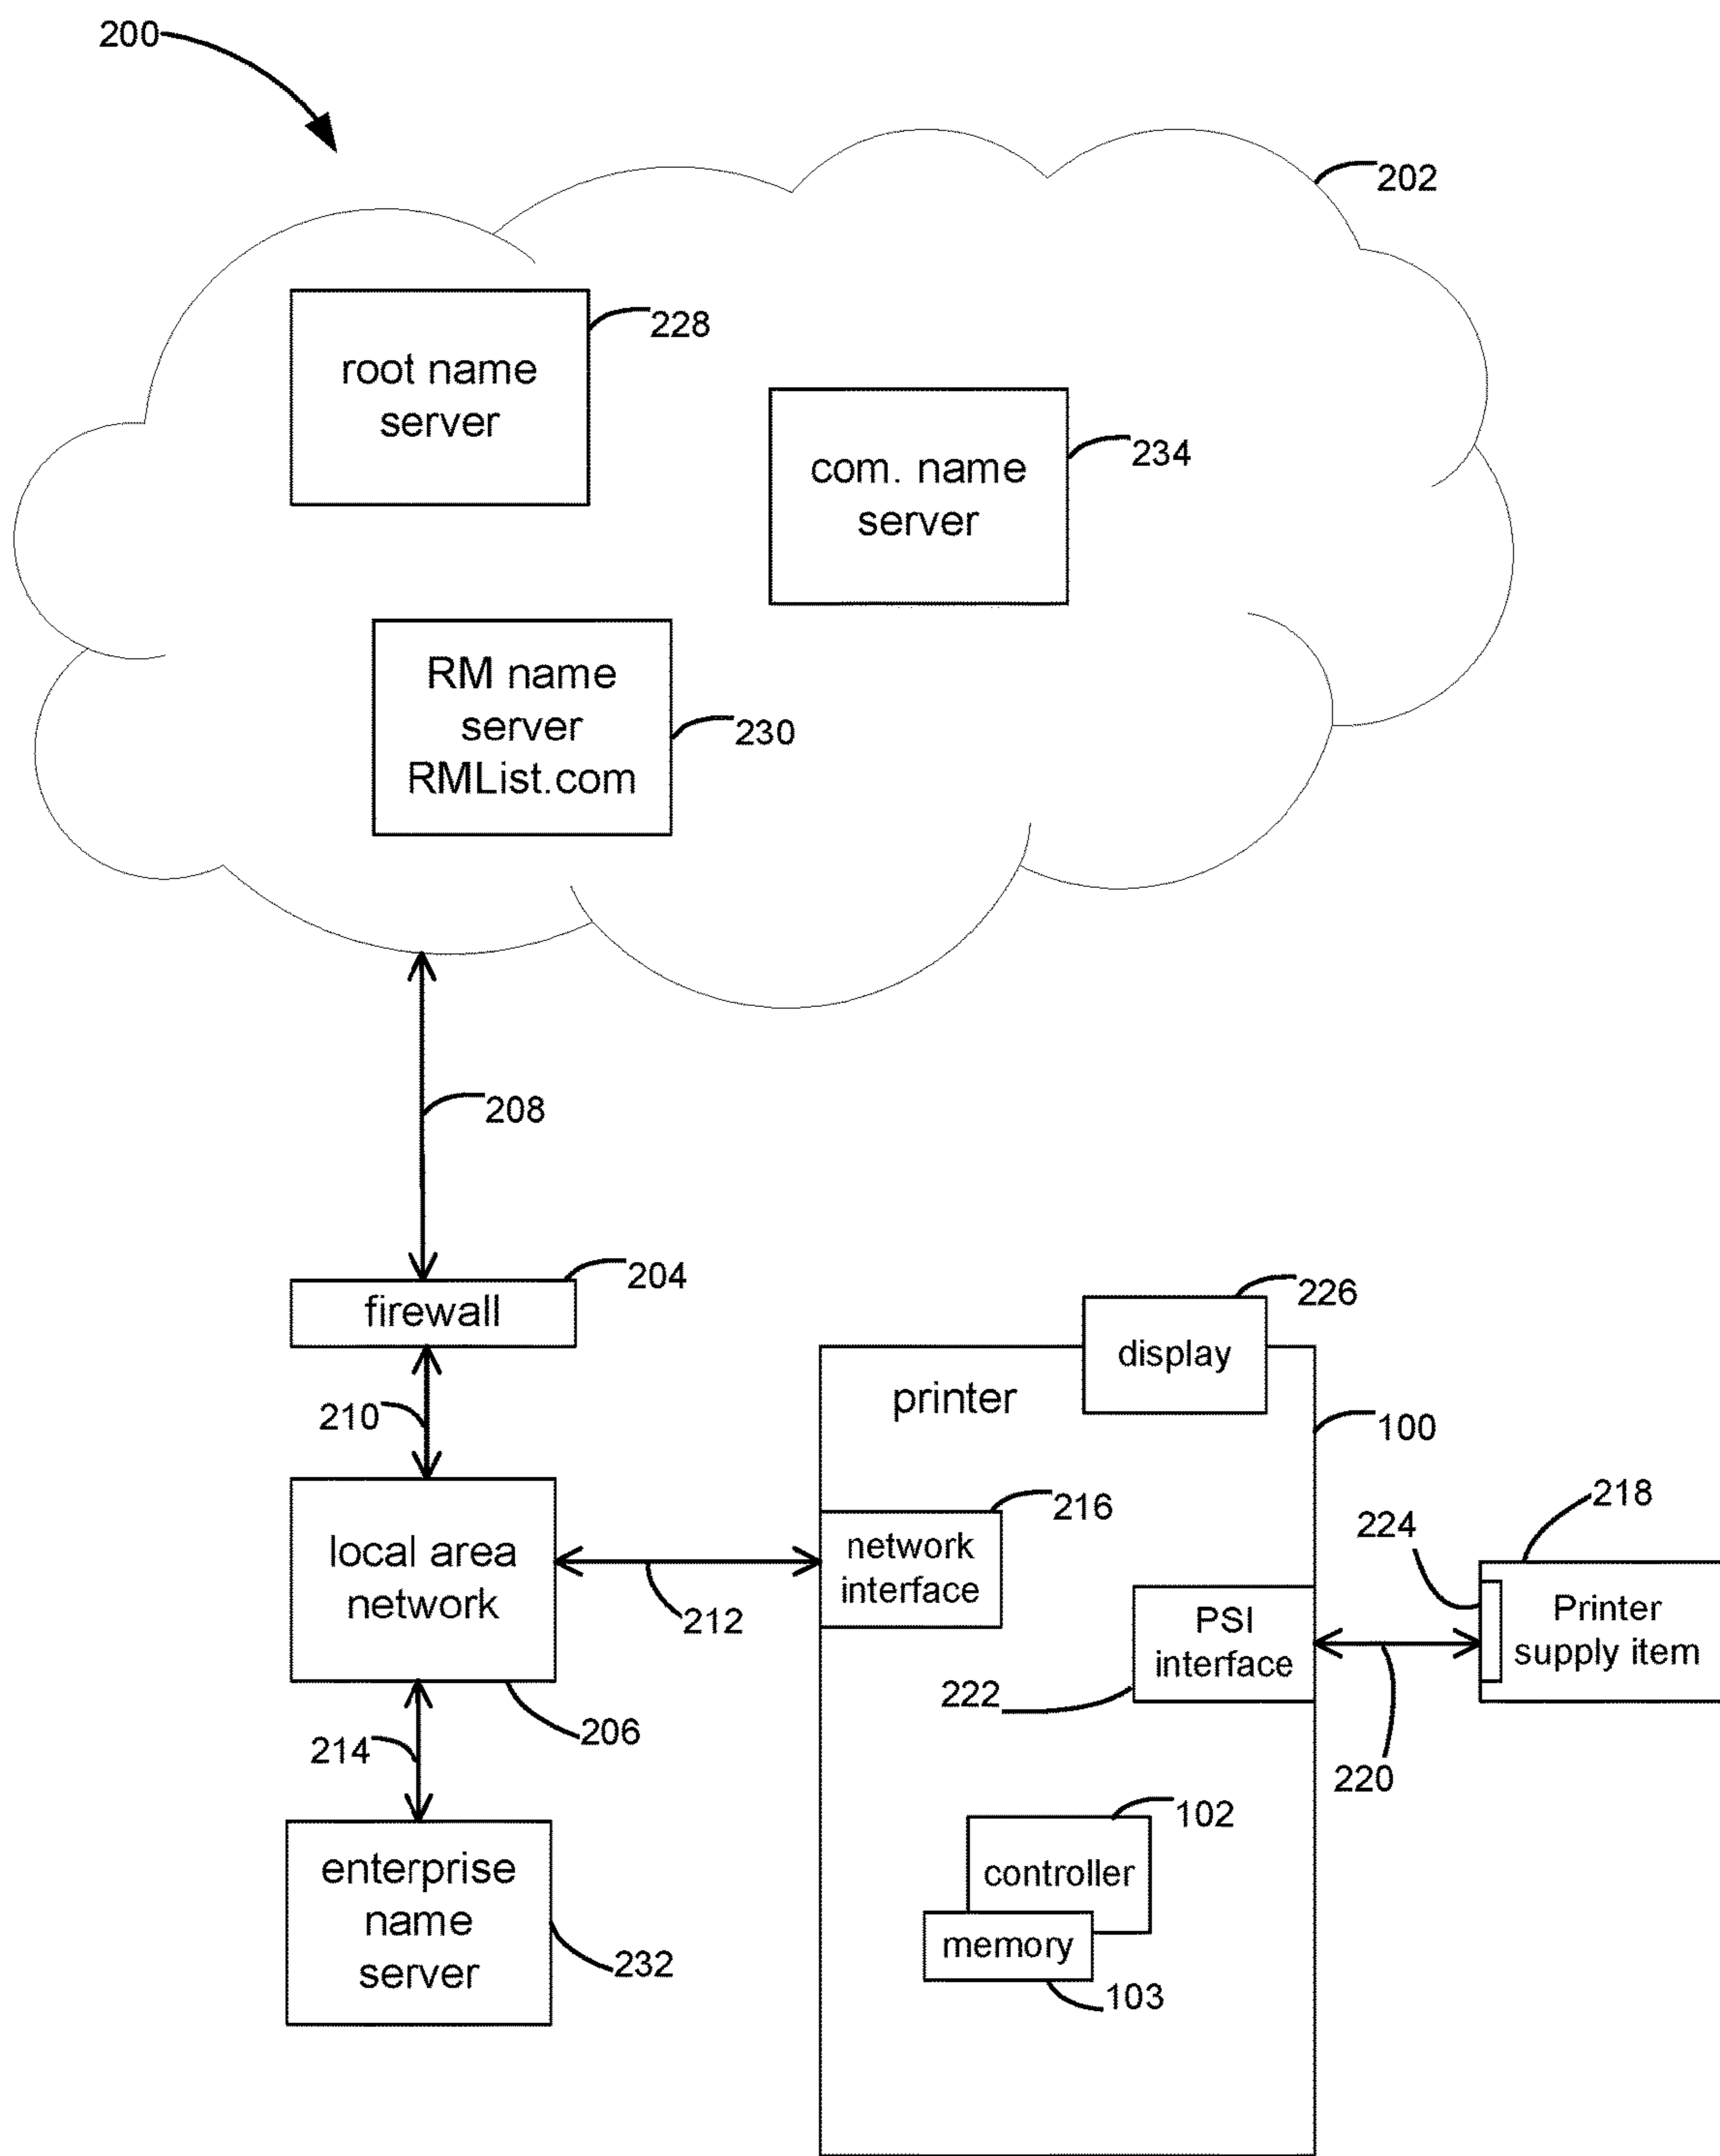 200
202
root name
server
228
com. name
server
234
RM name
server
RMList.com
230
208
204
firewall
226
display
printer
100
210
216
218
224
local area
network
network
interface
212
PSI
interface
Printer
supply item
222
206
214
220
102
controller
enterprise
name
server
memory
232
103